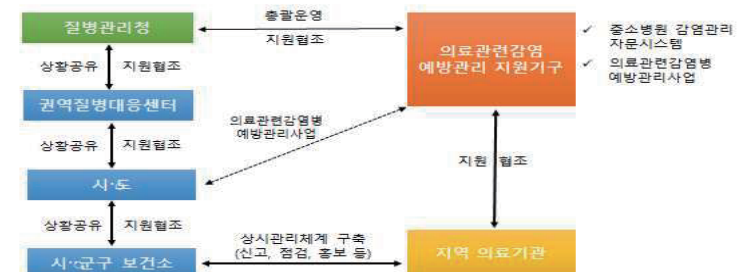 질병관리청
총괄운영
지원협조
의료관련감염
예방관리 지원기구
✓ 중소병원 감염관리
자문시스템
✓ 의료관련감염병
예방관리사업
상황공유 지원협조
권역질병대응센터
의료관련감염병
예방관리사업
상황공유 지원협조
지원 협조
시·도
상황공유 지원협조
상시관리체계 구축
(신고, 점검, 홍보 등)
시·군구 보건소
지역 의료기관